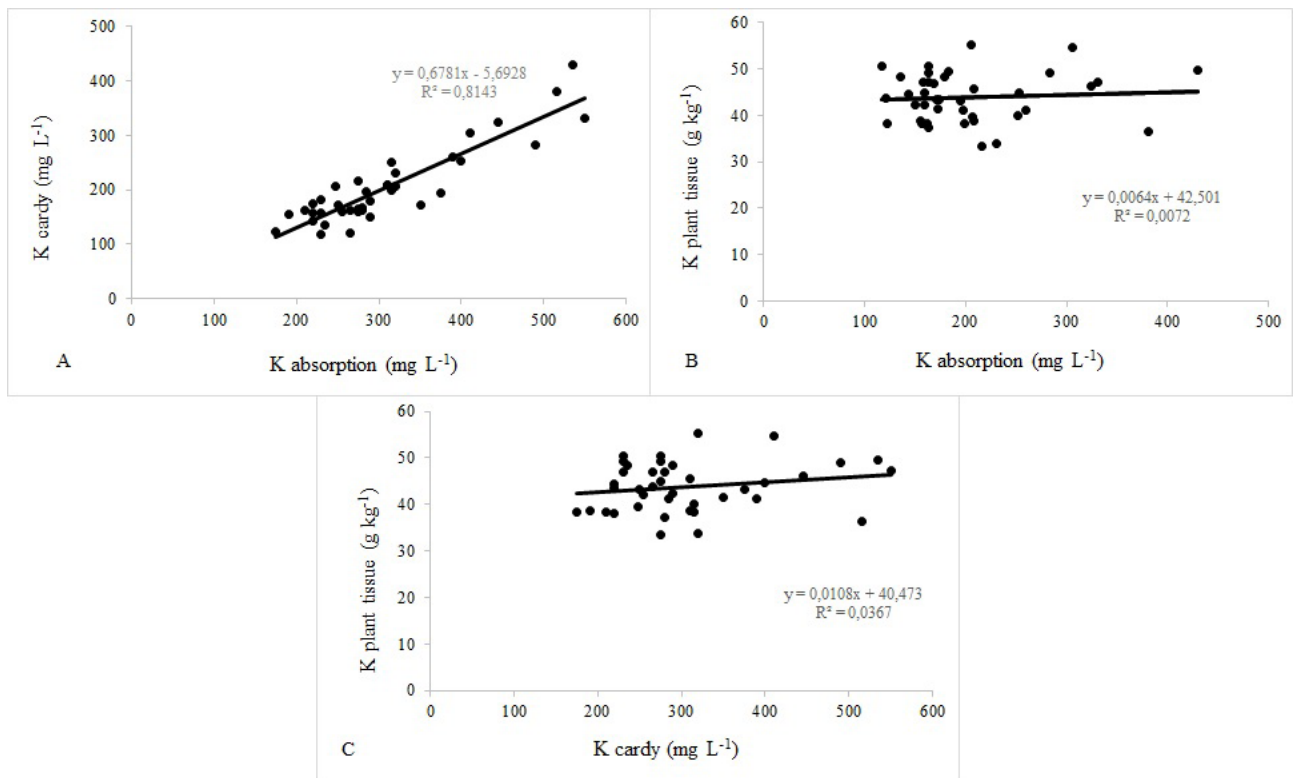 500
400
300
200
100
0
0 100 200 300 400 500 600
K cardy (mg L⁻¹)
y = 0,6781x - 5,6928
R² = 0,8143
A
K absorption (mg L⁻¹)
60
50
40
30
20
10
0
0 100 200 300 400 500
K plant tissue (g kg⁻¹)
0,0064x + 42,501
R² = 0,0072
B
K absorption (mg L⁻¹)
60
50
40
30
20
10
0
0 100 200 300 400 500 600
K plant tissue (g kg⁻¹)
y = 0,0108x + 40,473
R² = 0,0367
C
K cardy (mg L⁻¹)